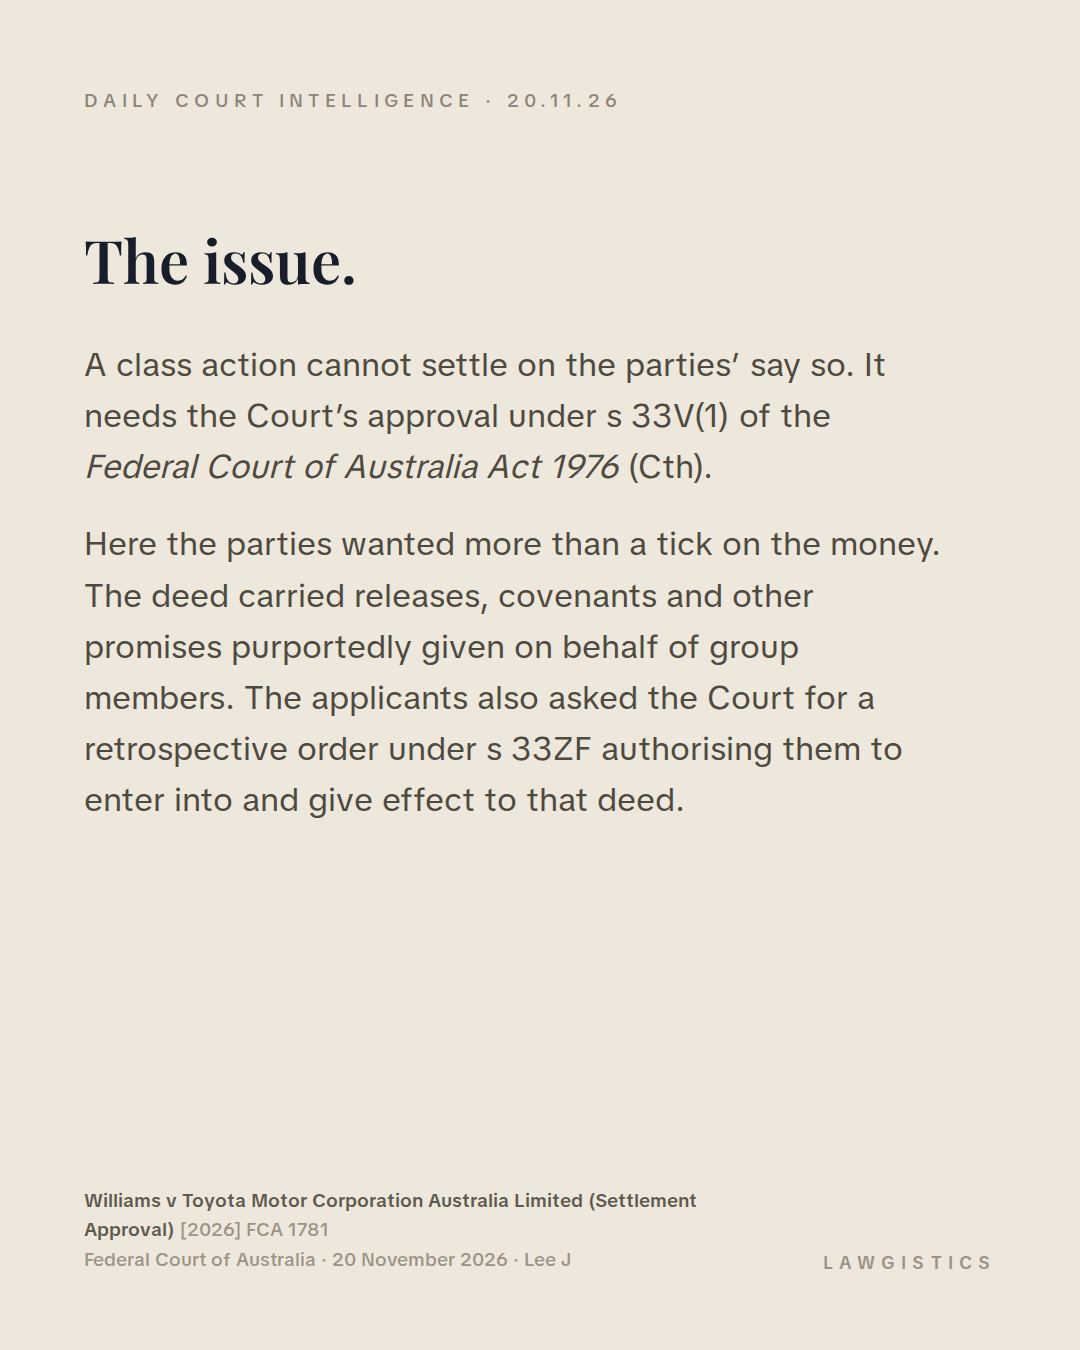 DAILY COURT INTELLIGENCE · 20.11.26
The issue.
A class action cannot settle on the parties’ say so. It
needs the Court’s approval under s 33V(1) of the
Federal Court of Australia Act 1976 (Cth).
Here the parties wanted more than a tick on the money.
The deed carried releases, covenants and other
promises purportedly given on behalf of group
members. The applicants also asked the Court for a
retrospective order under s 33ZF authorising them to
enter into and give effect to that deed.
Williams v Toyota Motor Corporation Australia Limited (Settlement
Approval) [2026] FCA 1781
Federal Court of Australia · 20 November 2026 · Lee J
LAWGISTICS